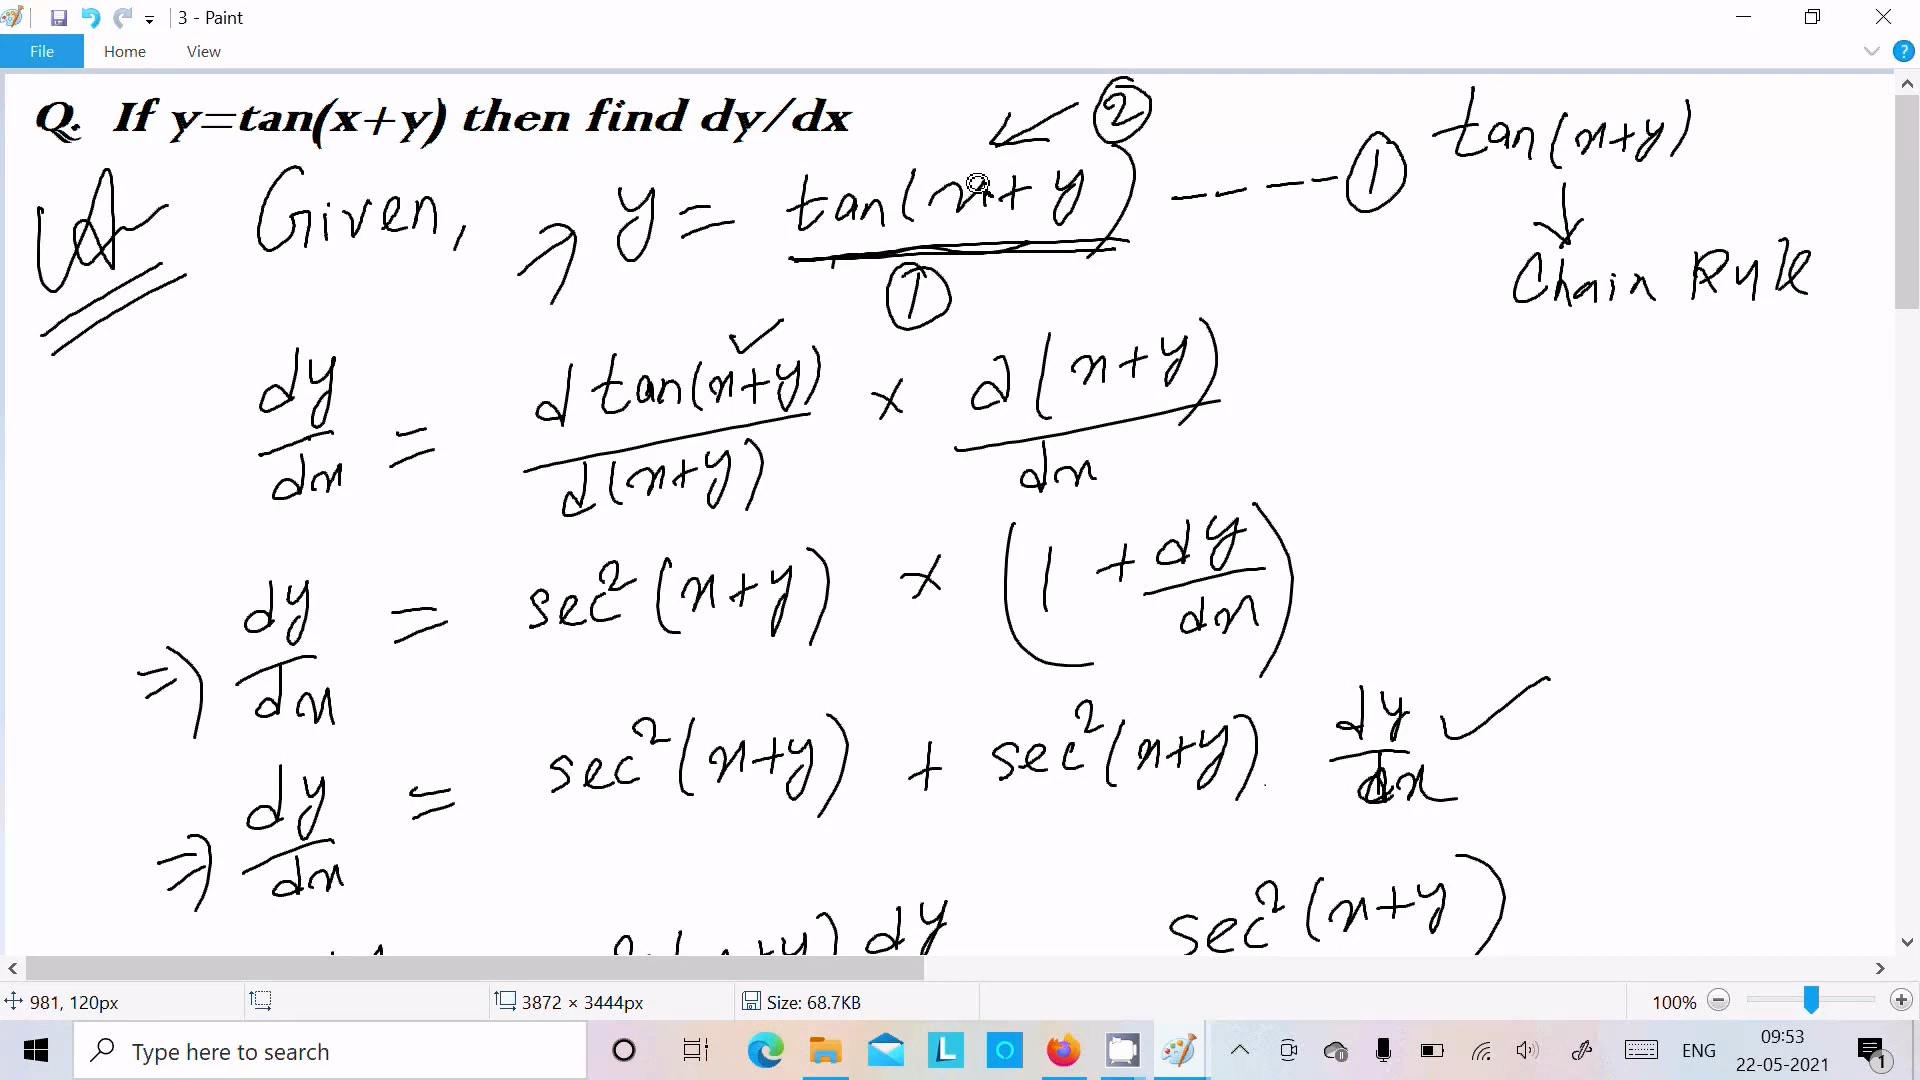 3 - Paint
File Home View
Q. If y=tan(x+y) then find dy/dx
②
tan(x+y)
Given, ⇒ y = tan(x+y) ----- ①
①
Chain Rule
dy/dx = d tan(x+y)/d(x+y) × d(x+y)/dx
⇒ dy/dx = sec²(x+y) × (1 + dy/dx)
⇒ dy/dx = sec²(x+y) + sec²(x+y). dy/dx
dy sec²(x+y)
981, 120px 3872 × 3444px Size: 68.7KB 100%
Type here to search
ENG
09:53
22-05-2021
1